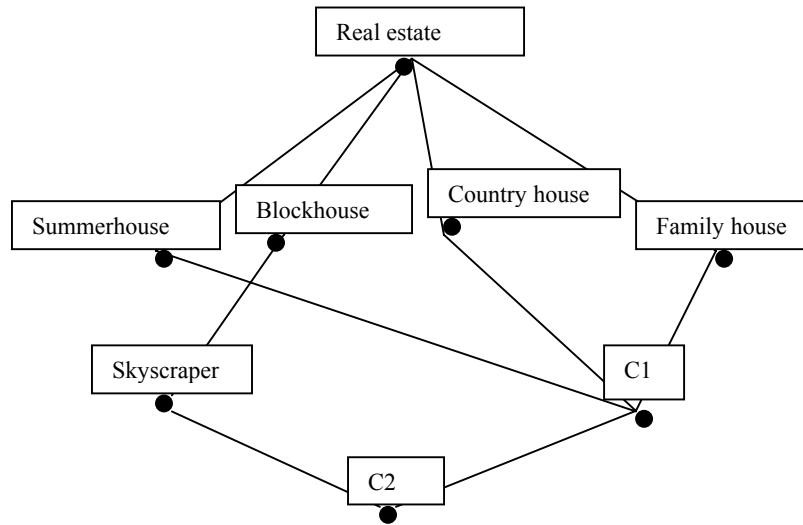 Real estate
Country house
Blockhouse
Summerhouse
Family house
Skyscraper
C1
C2